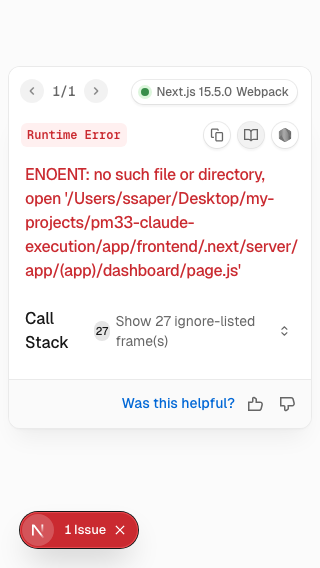 1/1
Next.js 15.5.0 Webpack
Runtime Error
ENOENT: no such file or directory,
open '/Users/ssaper/Desktop/my-
projects/pm33-claude-
execution/app/frontend/.next/server/
app/(app)/dashboard/page.js'
Call
Stack
27
Show 27 ignore-listed
frame(s)
Was this helpful?
N
1 Issue